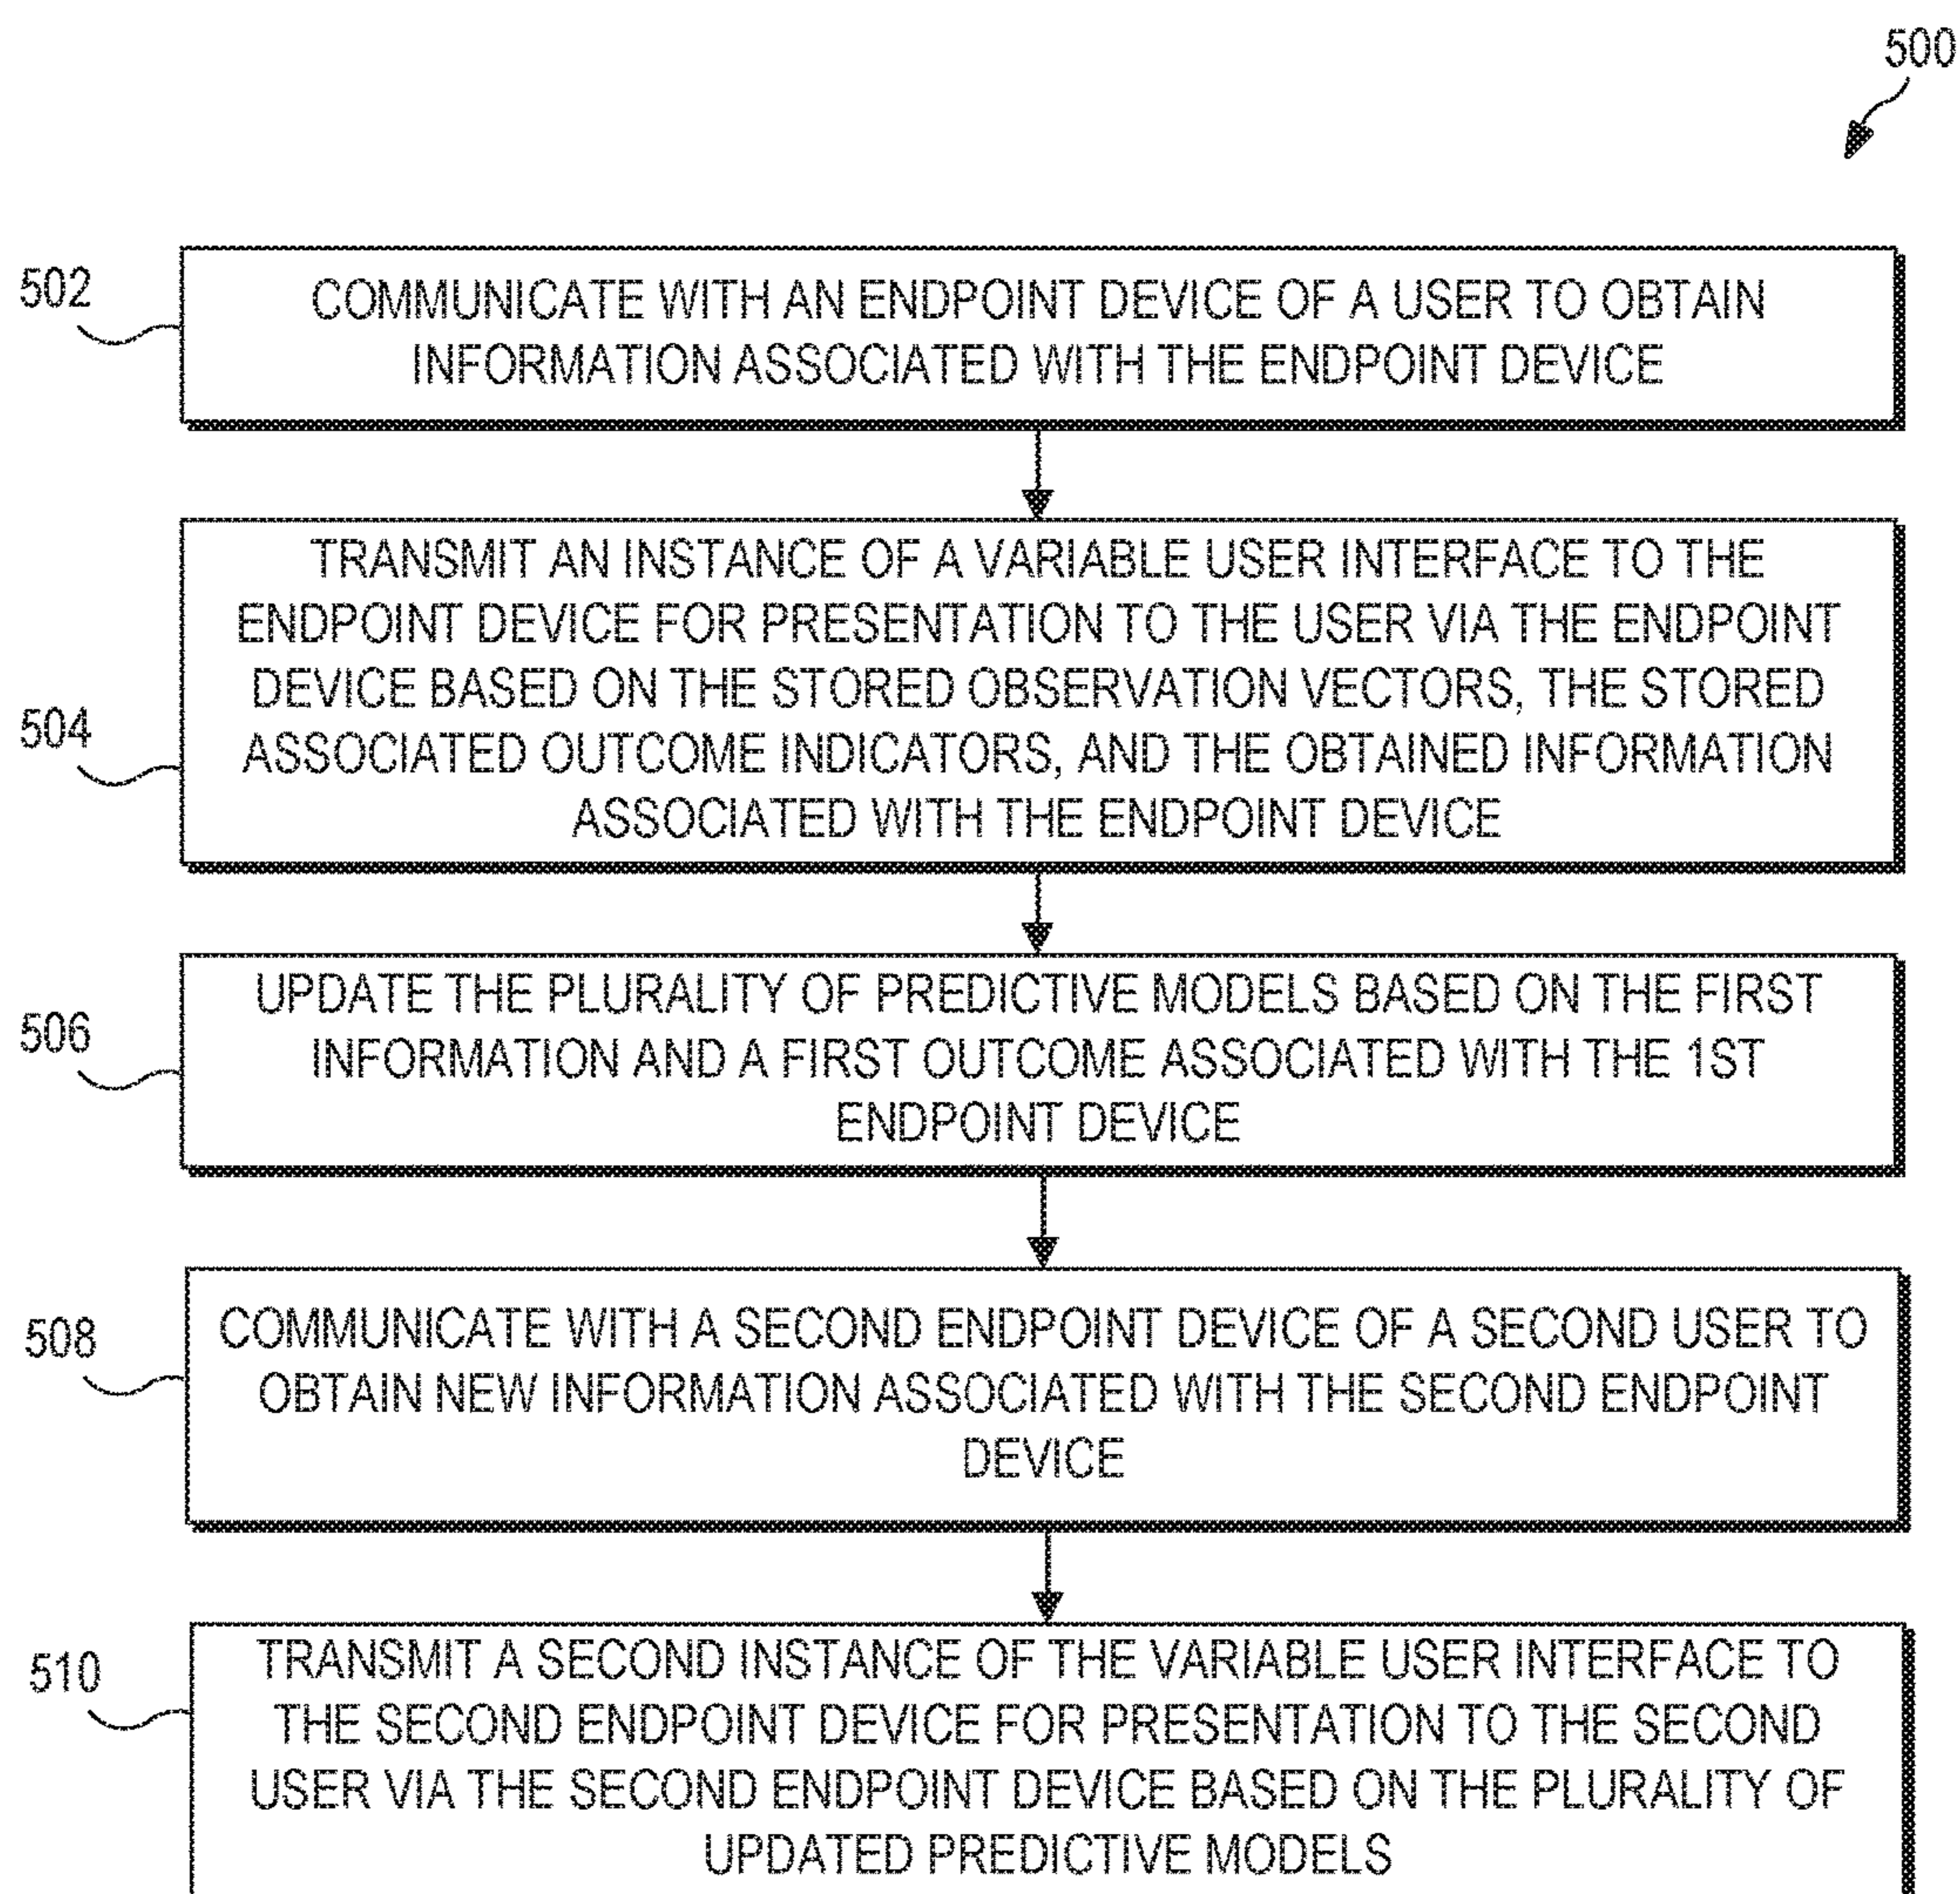 500
502
COMMUNICATE WITH AN ENDPOINT DEVICE OF A USER TO OBTAIN
INFORMATION ASSOCIATED WITH THE ENDPOINT DEVICE
504
TRANSMIT AN INSTANCE OF A VARIABLE USER INTERFACE TO THE
ENDPOINT DEVICE FOR PRESENTATION TO THE USER VIA THE ENDPOINT
DEVICE BASED ON THE STORED OBSERVATION VECTORS, THE STORED
ASSOCIATED OUTCOME INDICATORS, AND THE OBTAINED INFORMATION
ASSOCIATED WITH THE ENDPOINT DEVICE
506
UPDATE THE PLURALITY OF PREDICTIVE MODELS BASED ON THE FIRST
INFORMATION AND A FIRST OUTCOME ASSOCIATED WITH THE 1ST
ENDPOINT DEVICE
508
COMMUNICATE WITH A SECOND ENDPOINT DEVICE OF A SECOND USER TO
OBTAIN NEW INFORMATION ASSOCIATED WITH THE SECOND ENDPOINT
DEVICE
510
TRANSMIT A SECOND INSTANCE OF THE VARIABLE USER INTERFACE TO
THE SECOND ENDPOINT DEVICE FOR PRESENTATION TO THE SECOND
USER VIA THE SECOND ENDPOINT DEVICE BASED ON THE PLURALITY OF
UPDATED PREDICTIVE MODELS